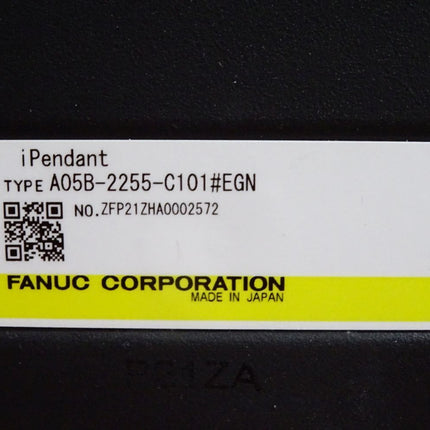 iPendant
TYPE A05B-2255-C101#EGN
NO.ZFP21ZHA0002572
FANUC CORPORATION
MADE IN JAPAN